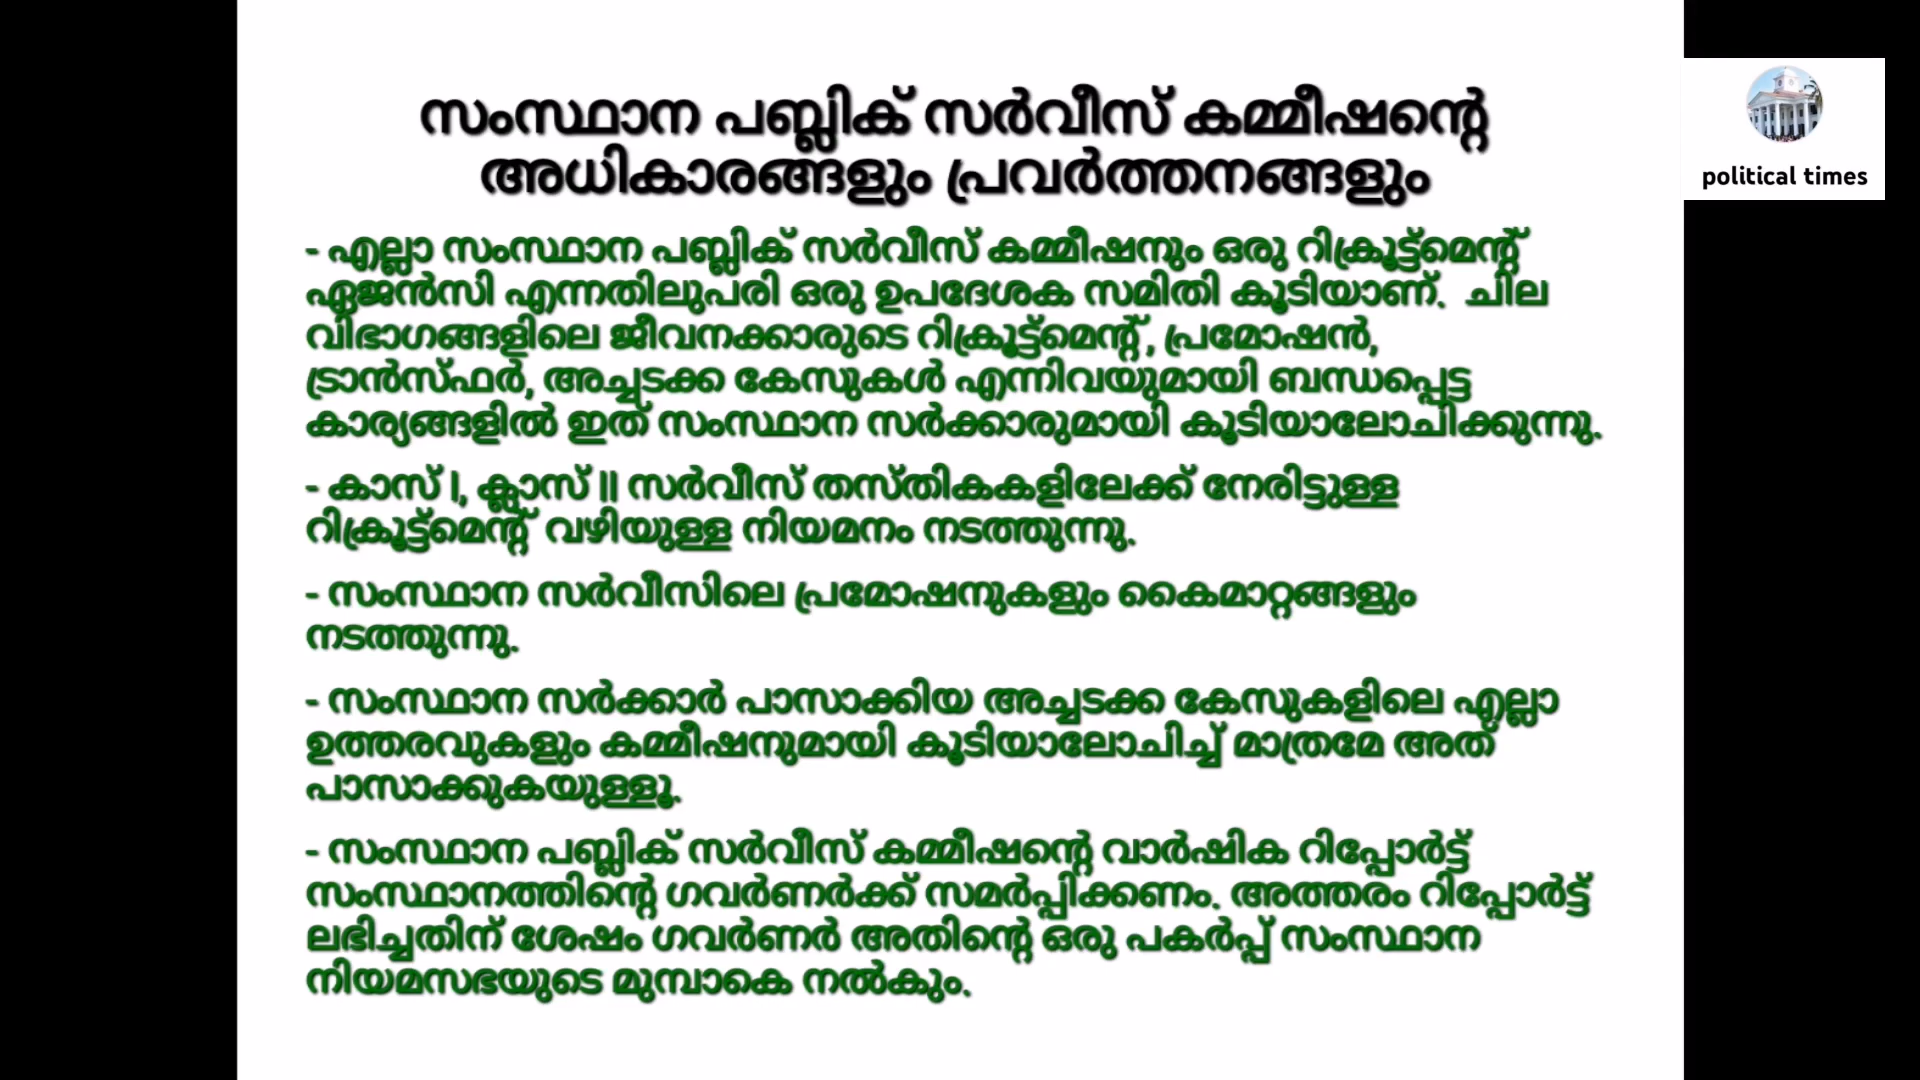 സംസ്ഥാന പബ്ലിക് സർവീസ് കമ്മീഷന്റെ
അധികാരങ്ങളും പ്രവർത്തനങ്ങളും
political times
- എല്ലാ സംസ്ഥാന പബ്ലിക് സർവീസ് കമ്മീഷനും ഒരു റിക്രൂട്ട്മെന്റ്
ഏജൻസി എന്നതിലുപരി ഒരു ഉപദേശക സമിതി കൂടിയാണ്. ചില
വിഭാഗങ്ങളിലെ ജീവനക്കാരുടെ റിക്രൂട്ട്മെന്റ്, പ്രമോഷൻ,
ട്രാൻസ്ഫർ, അച്ചടക്ക കേസുകൾ എന്നിവയുമായി ബന്ധപ്പെട്ട
കാര്യങ്ങളിൽ ഇത് സംസ്ഥാന സർക്കാരുമായി കൂടിയാലോചിക്കുന്നു.
- കാസ് I, ക്ലാസ് II സർവീസ് തസ്തികകളിലേക്ക് നേരിട്ടുള്ള
റിക്രൂട്ട്മെന്റ് വഴിയുള്ള നിയമനം നടത്തുന്നു.
- സംസ്ഥാന സർവീസിലെ പ്രമോഷനുകളും കൈമാറ്റങ്ങളും
നടത്തുന്നു.
- സംസ്ഥാന സർക്കാർ പാസാക്കിയ അച്ചടക്ക കേസുകളിലെ എല്ലാ
ഉത്തരവുകളും കമ്മീഷനുമായി കൂടിയാലോചിച്ച് മാത്രമേ അത്
പാസാക്കുകയുള്ളൂ.
- സംസ്ഥാന പബ്ലിക് സർവീസ് കമ്മീഷന്റെ വാർഷിക റിപ്പോർട്ട്
സംസ്ഥാനത്തിന്റെ ഗവർണർക്ക് സമർപ്പിക്കണം. അത്തരം റിപ്പോർട്ട്
ലഭിച്ചതിന് ശേഷം ഗവർണർ അതിന്റെ ഒരു പകർപ്പ് സംസ്ഥാന
നിയമസഭയുടെ മുമ്പാകെ നൽകും.